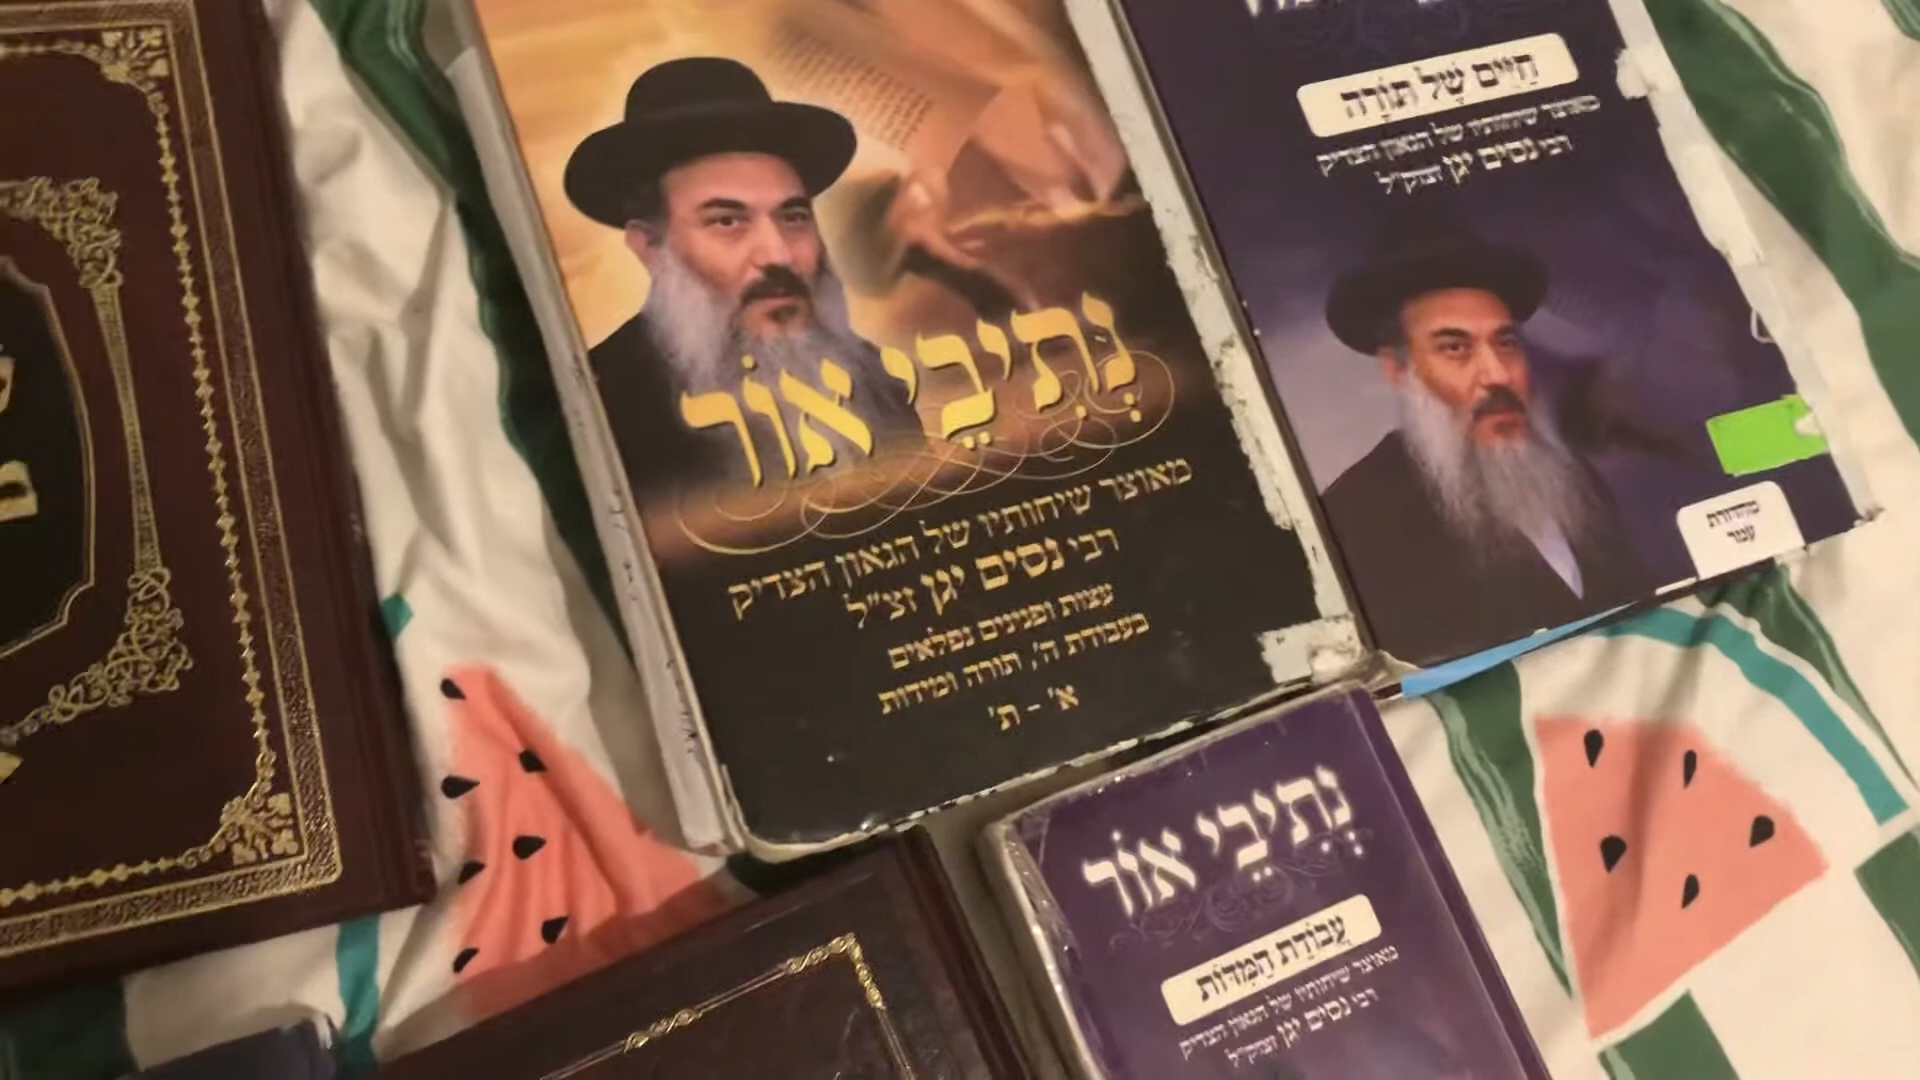 נְתִיבֵי אוֹר
מאוצר שיחותיו של הגאון הצדיק
רבי נסים יגן זצ"ל
עצות ופנינים נפלאים
בעבודת ה', תורה ומידות
א' - ת'
חַיִּים שֶׁל תּוֹרָה
מאוצר שיחותיו של הגאון הצדיק
רבי נסים יגן זצוק"ל
מהדורת
נְתִיבֵי אוֹר
עֲבוֹדַת הַמִּדּוֹת
מאוצר שיחותיו של הגאון הצדיק
רבי נסים יגן זצוק"ל